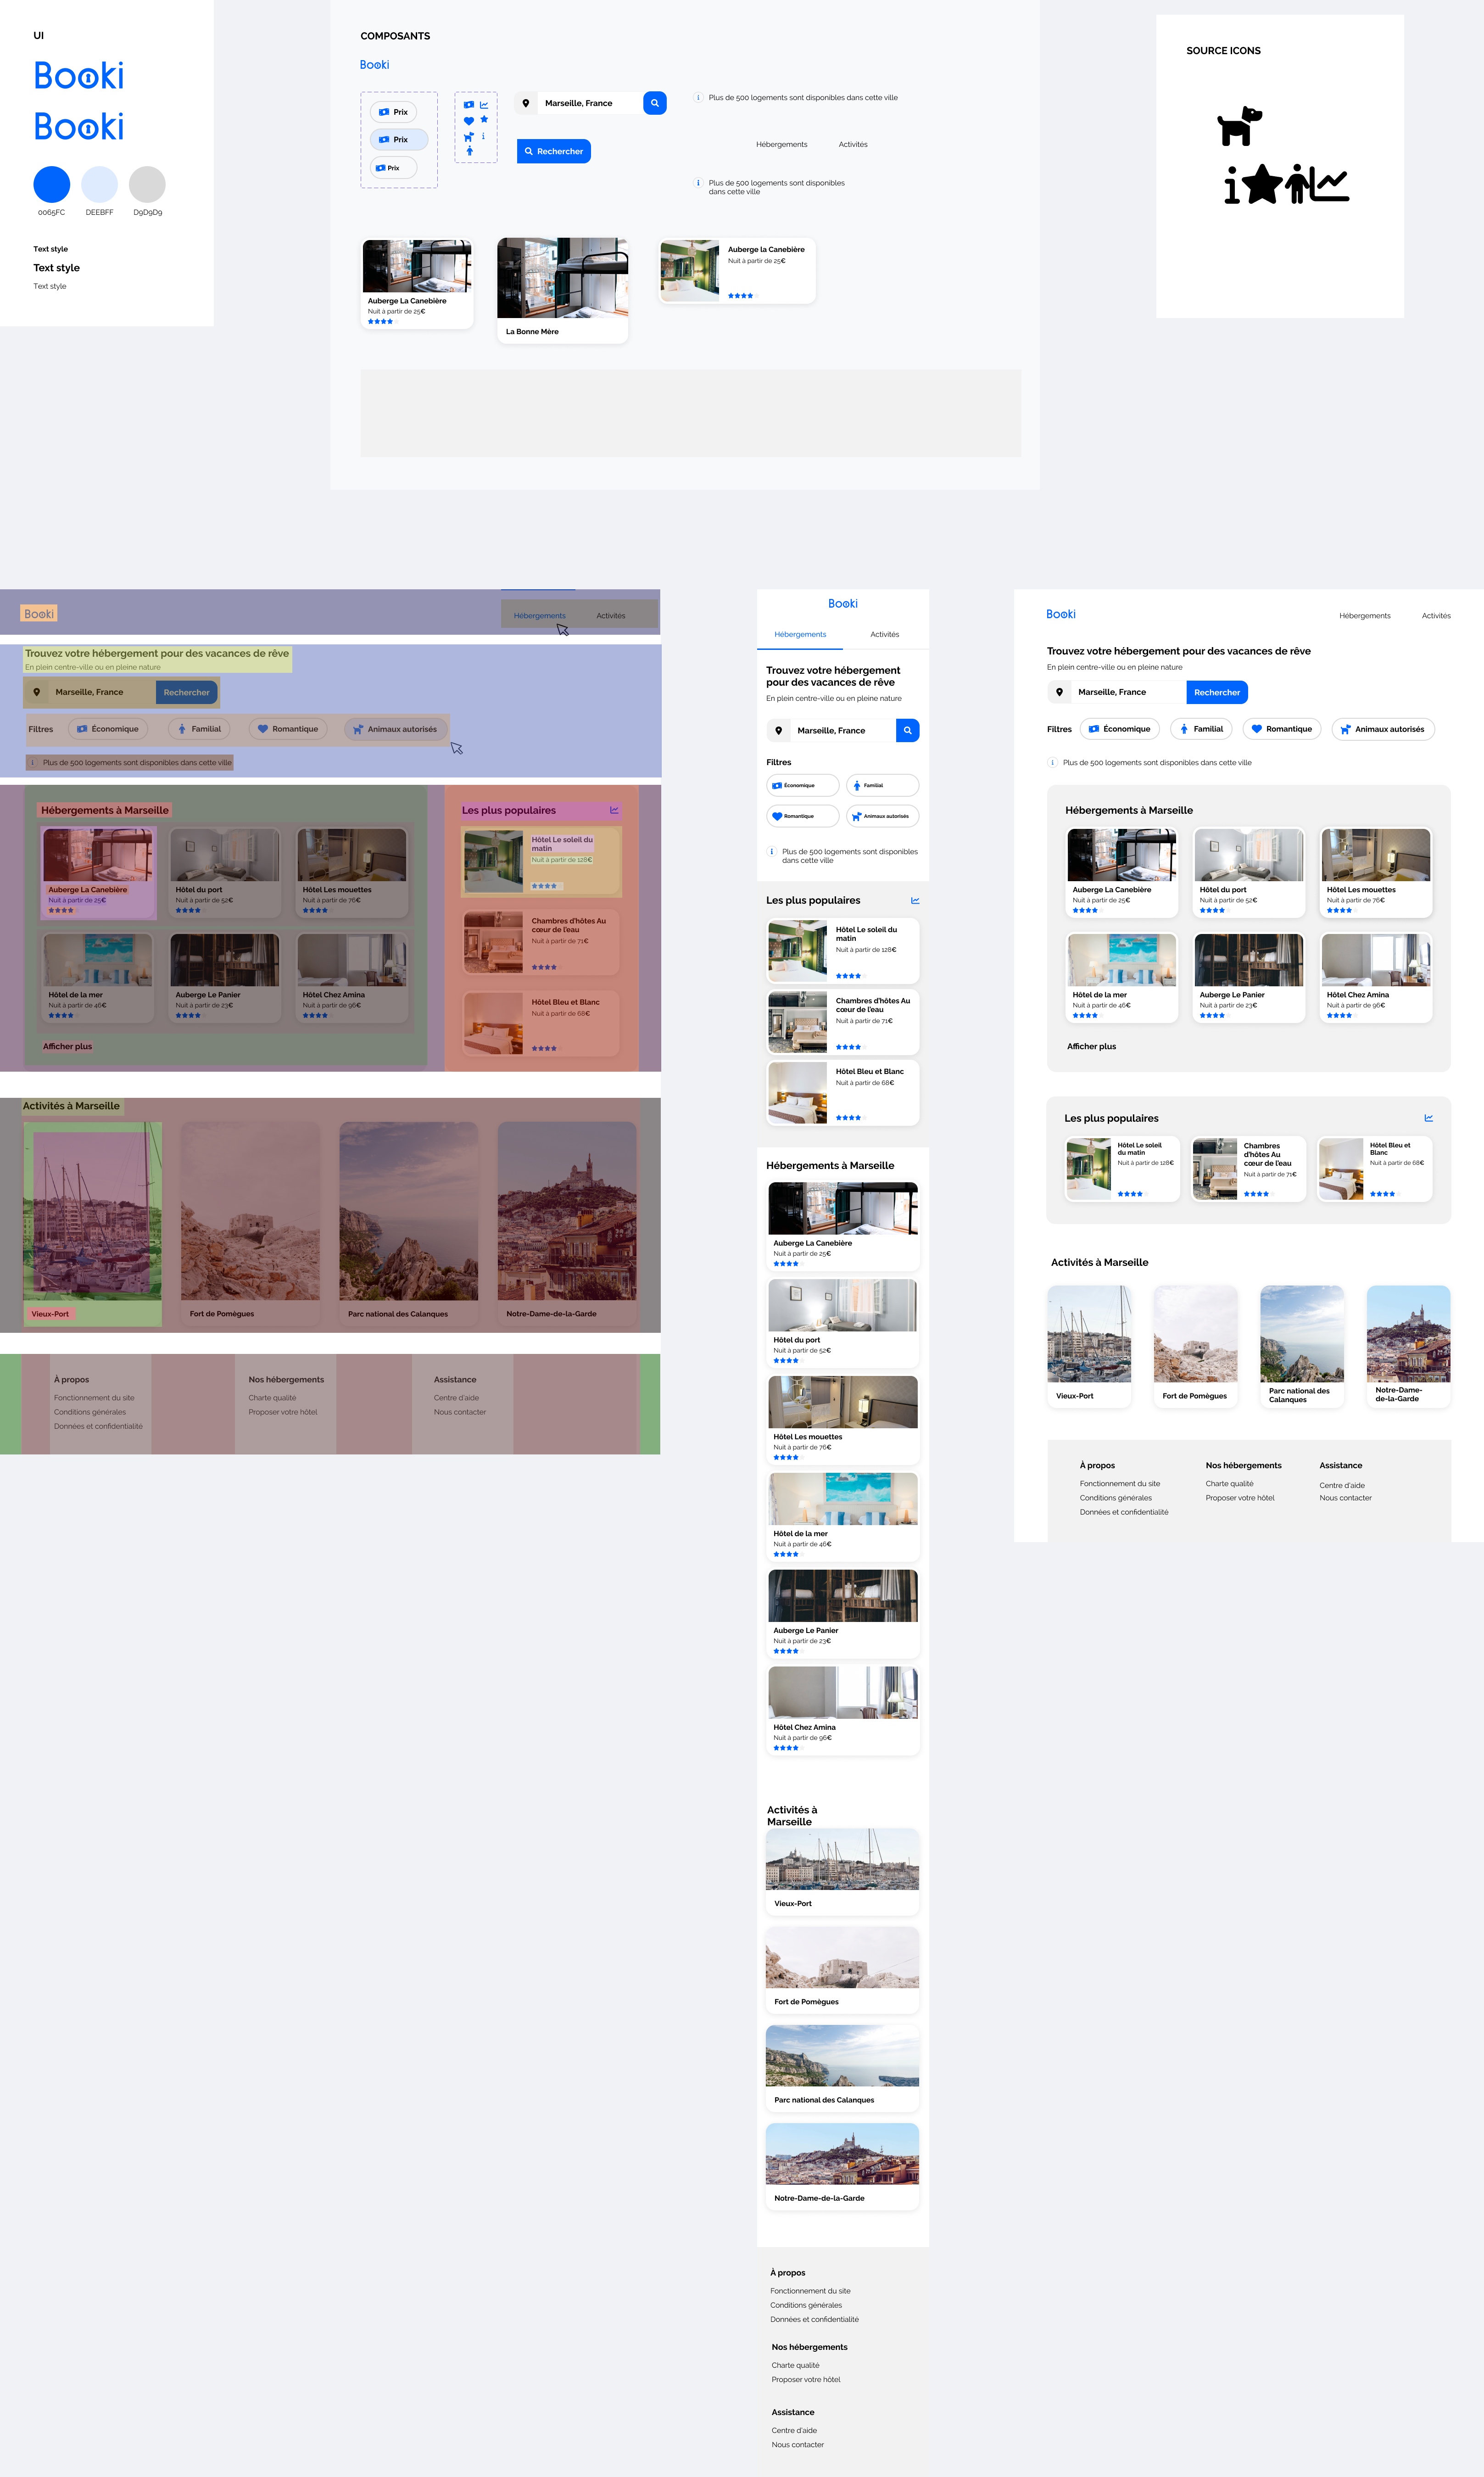 UI
Booki
Booki
0065FC
DEEBFF
D9D9D9
Text style
Text style
Text style
COMPOSANTS
Booki
Prix
Prix
Prix
Marseille, France
Rechercher
Plus de 500 logements sont disponibles dans cette ville
Hébergements
Activités
Plus de 500 logements sont disponibles
dans cette ville
Auberge La Canebière
Nuit à partir de 25€
La Bonne Mère
Auberge la Canebière
Nuit à partir de 25€
SOURCE ICONS
Booki
Hébergements
Activités
Trouvez votre hébergement pour des vacances de rêve
En plein centre-ville ou en pleine nature
Marseille, France
Rechercher
Filtres
Économique
Familial
Romantique
Animaux autorisés
Plus de 500 logements sont disponibles dans cette ville
Hébergements à Marseille
Auberge La Canebière
Nuit à partir de 25€
Hôtel du port
Nuit à partir de 52€
Hôtel Les mouettes
Nuit à partir de 76€
Hôtel de la mer
Nuit à partir de 46€
Auberge Le Panier
Nuit à partir de 23€
Hôtel Chez Amina
Nuit à partir de 96€
Afficher plus
Les plus populaires
Hôtel Le soleil du
matin
Nuit à partir de 128€
Chambres d'hôtes Au
cœur de l'eau
Nuit à partir de 71€
Hôtel Bleu et Blanc
Nuit à partir de 68€
Activités à Marseille
Vieux-Port
Fort de Pomègues
Parc national des Calanques
Notre-Dame-de-la-Garde
À propos
Fonctionnement du site
Conditions générales
Données et confidentialité
Nos hébergements
Charte qualité
Proposer votre hôtel
Assistance
Centre d'aide
Nous contacter
Booki
Hébergements
Activités
Trouvez votre hébergement
pour des vacances de rêve
En plein centre-ville ou en pleine nature
Marseille, France
Filtres
Économique
Familial
Romantique
Animaux autorisés
Plus de 500 logements sont disponibles
dans cette ville
Les plus populaires
Hôtel Le soleil du
matin
Nuit à partir de 128€
Chambres d'hôtes Au
cœur de l'eau
Nuit à partir de 71€
Hôtel Bleu et Blanc
Nuit à partir de 68€
Hébergements à Marseille
Auberge La Canebière
Nuit à partir de 25€
Hôtel du port
Nuit à partir de 52€
Hôtel Les mouettes
Nuit à partir de 76€
Hôtel de la mer
Nuit à partir de 46€
Auberge Le Panier
Nuit à partir de 23€
Hôtel Chez Amina
Nuit à partir de 96€
Activités à
Marseille
Vieux-Port
Fort de Pomègues
Parc national des Calanques
Notre-Dame-de-la-Garde
À propos
Fonctionnement du site
Conditions générales
Données et confidentialité
Nos hébergements
Charte qualité
Proposer votre hôtel
Assistance
Centre d'aide
Nous contacter
Booki
Hébergements
Activités
Trouvez votre hébergement pour des vacances de rêve
En plein centre-ville ou en pleine nature
Marseille, France
Rechercher
Filtres
Économique
Familial
Romantique
Animaux autorisés
Plus de 500 logements sont disponibles dans cette ville
Hébergements à Marseille
Auberge La Canebière
Nuit à partir de 25€
Hôtel du port
Nuit à partir de 52€
Hôtel Les mouettes
Nuit à partir de 76€
Hôtel de la mer
Nuit à partir de 46€
Auberge Le Panier
Nuit à partir de 23€
Hôtel Chez Amina
Nuit à partir de 96€
Afficher plus
Les plus populaires
Hôtel Le soleil
du matin
Nuit à partir de 128€
Chambres
d'hôtes Au
cœur de l'eau
Nuit à partir de 71€
Hôtel Bleu et
Blanc
Nuit à partir de 68€
Activités à Marseille
Vieux-Port
Fort de Pomègues
Parc national des
Calanques
Notre-Dame-
de-la-Garde
À propos
Fonctionnement du site
Conditions générales
Données et confidentialité
Nos hébergements
Charte qualité
Proposer votre hôtel
Assistance
Centre d'aide
Nous contacter